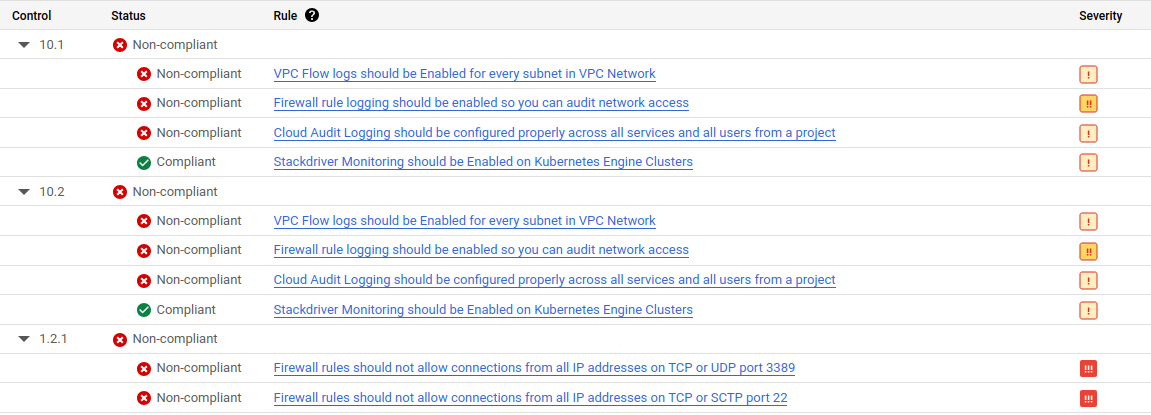 Control Status Rule ? Severity
10.1 Non-compliant
Non-compliant VPC Flow logs should be Enabled for every subnet in VPC Network !
Non-compliant Firewall rule logging should be enabled so you can audit network access !!
Non-compliant Cloud Audit Logging should be configured properly across all services and all users from a project !
Compliant Stackdriver Monitoring should be Enabled on Kubernetes Engine Clusters !
10.2 Non-compliant
Non-compliant VPC Flow logs should be Enabled for every subnet in VPC Network !
Non-compliant Firewall rule logging should be enabled so you can audit network access !!
Non-compliant Cloud Audit Logging should be configured properly across all services and all users from a project !
Compliant Stackdriver Monitoring should be Enabled on Kubernetes Engine Clusters !
1.2.1 Non-compliant
Non-compliant Firewall rules should not allow connections from all IP addresses on TCP or UDP port 3389 !!!
Non-compliant Firewall rules should not allow connections from all IP addresses on TCP or SCTP port 22 !!!